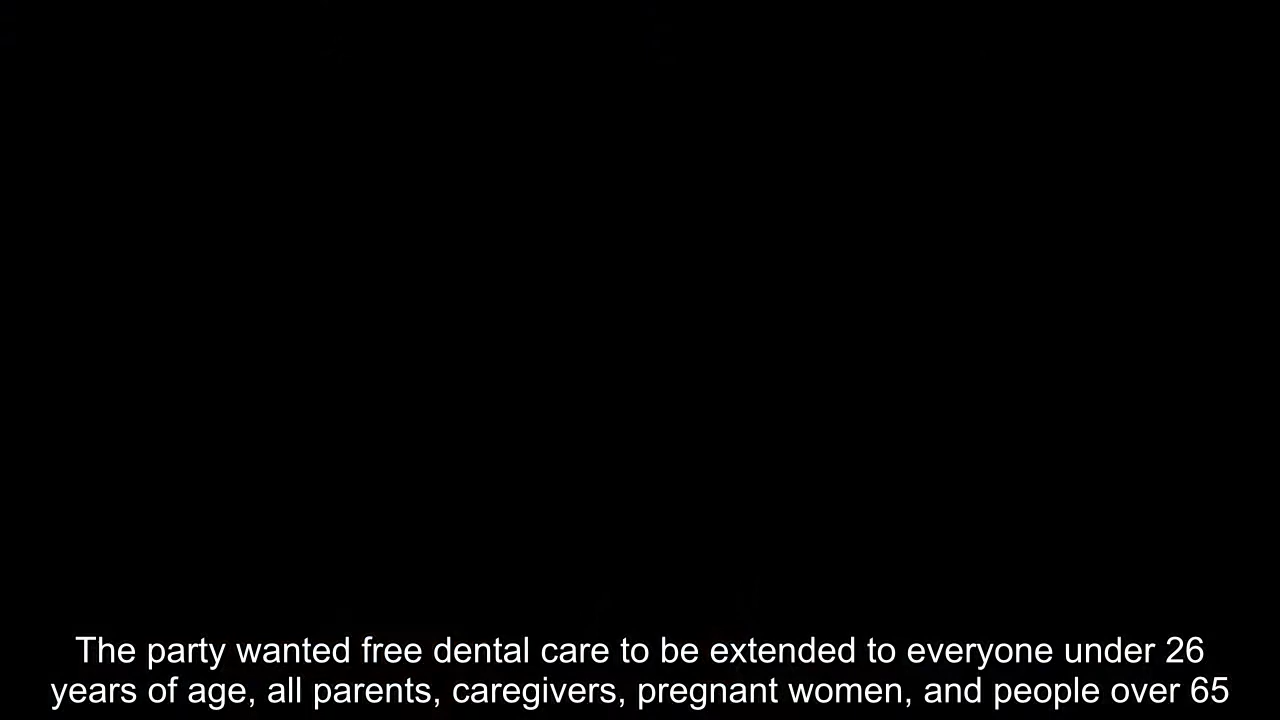 The party wanted free dental care to be extended to everyone under 26
years of age, all parents, caregivers, pregnant women, and people over 65